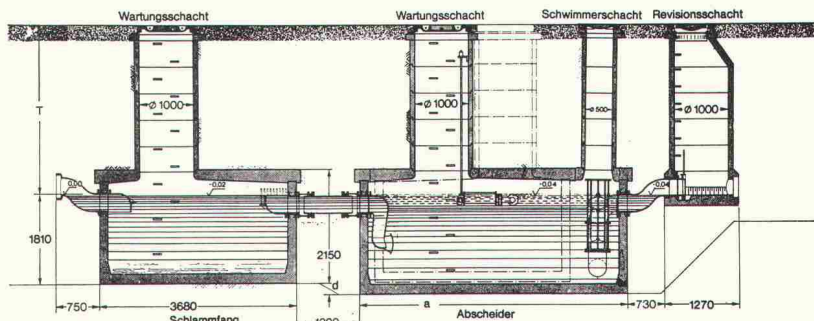 Wartungsschacht
Wartungsschacht
Schwimmerschacht
Revisionsschacht
T
ø 1000
ø 1000
ø 500
ø 1000
0,00
-0,02
-0,04
-0,04
1810
2150
d
750
3680
a
730
1270
Schlammfang
Abscheider